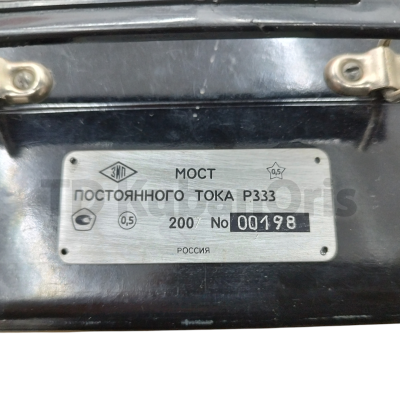 ЗИП МОСТ 0,5
ПОСТОЯННОГО ТОКА Р333
0,5 200 No 00198
РОССИЯ